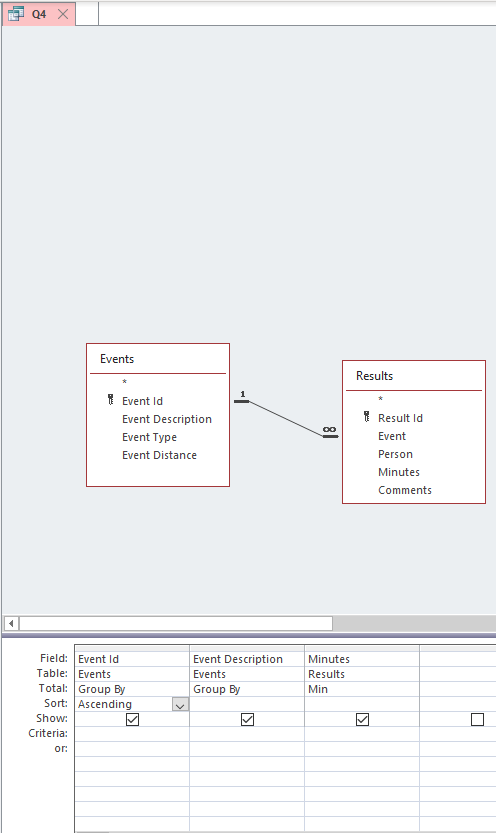 Q4
Events
*
Event Id
Event Description
Event Type
Event Distance
1
∞
Results
*
Result Id
Event
Person
Minutes
Comments
Field: Event Id Event Description Minutes
Table: Events Events Results
Total: Group By Group By Min
Sort: Ascending
Show:
Criteria:
or: